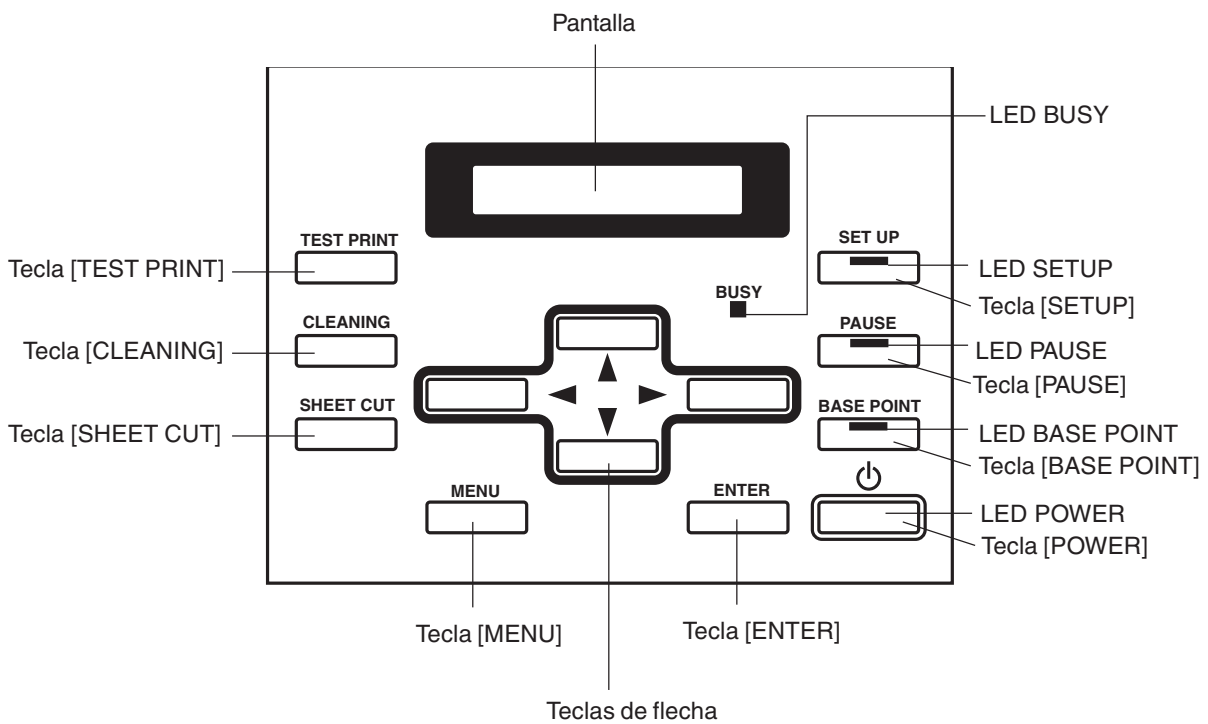 Pantalla
LED BUSY
TEST PRINT
SET UP
Tecla [TEST PRINT]
LED SETUP
Tecla [SETUP]
BUSY
CLEANING
PAUSE
Tecla [CLEANING]
LED PAUSE
Tecla [PAUSE]
SHEET CUT
BASE POINT
Tecla [SHEET CUT]
LED BASE POINT
Tecla [BASE POINT]
MENU
ENTER
LED POWER
Tecla [POWER]
Tecla [MENU]
Tecla [ENTER]
Teclas de flecha